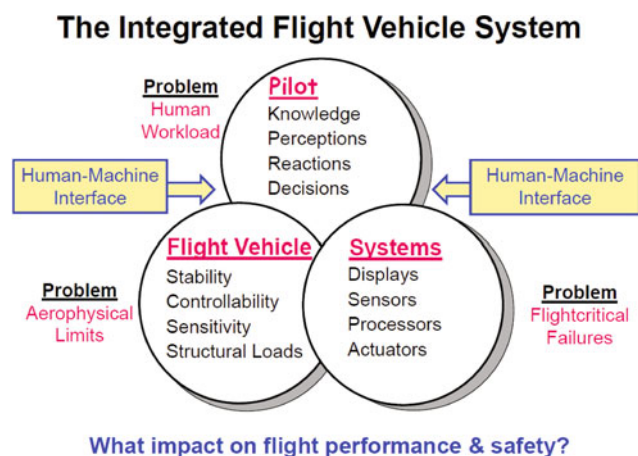 The Integrated Flight Vehicle System
Problem
Human
Workload
Pilot
Knowledge
Perceptions
Reactions
Decisions
Human-Machine
Interface
Human-Machine
Interface
Flight Vehicle
Stability
Controllability
Sensitivity
Structural Loads
Systems
Displays
Sensors
Processors
Actuators
Problem
Aerophysical
Limits
Problem
Flightcritical
Failures
What impact on flight performance & safety?